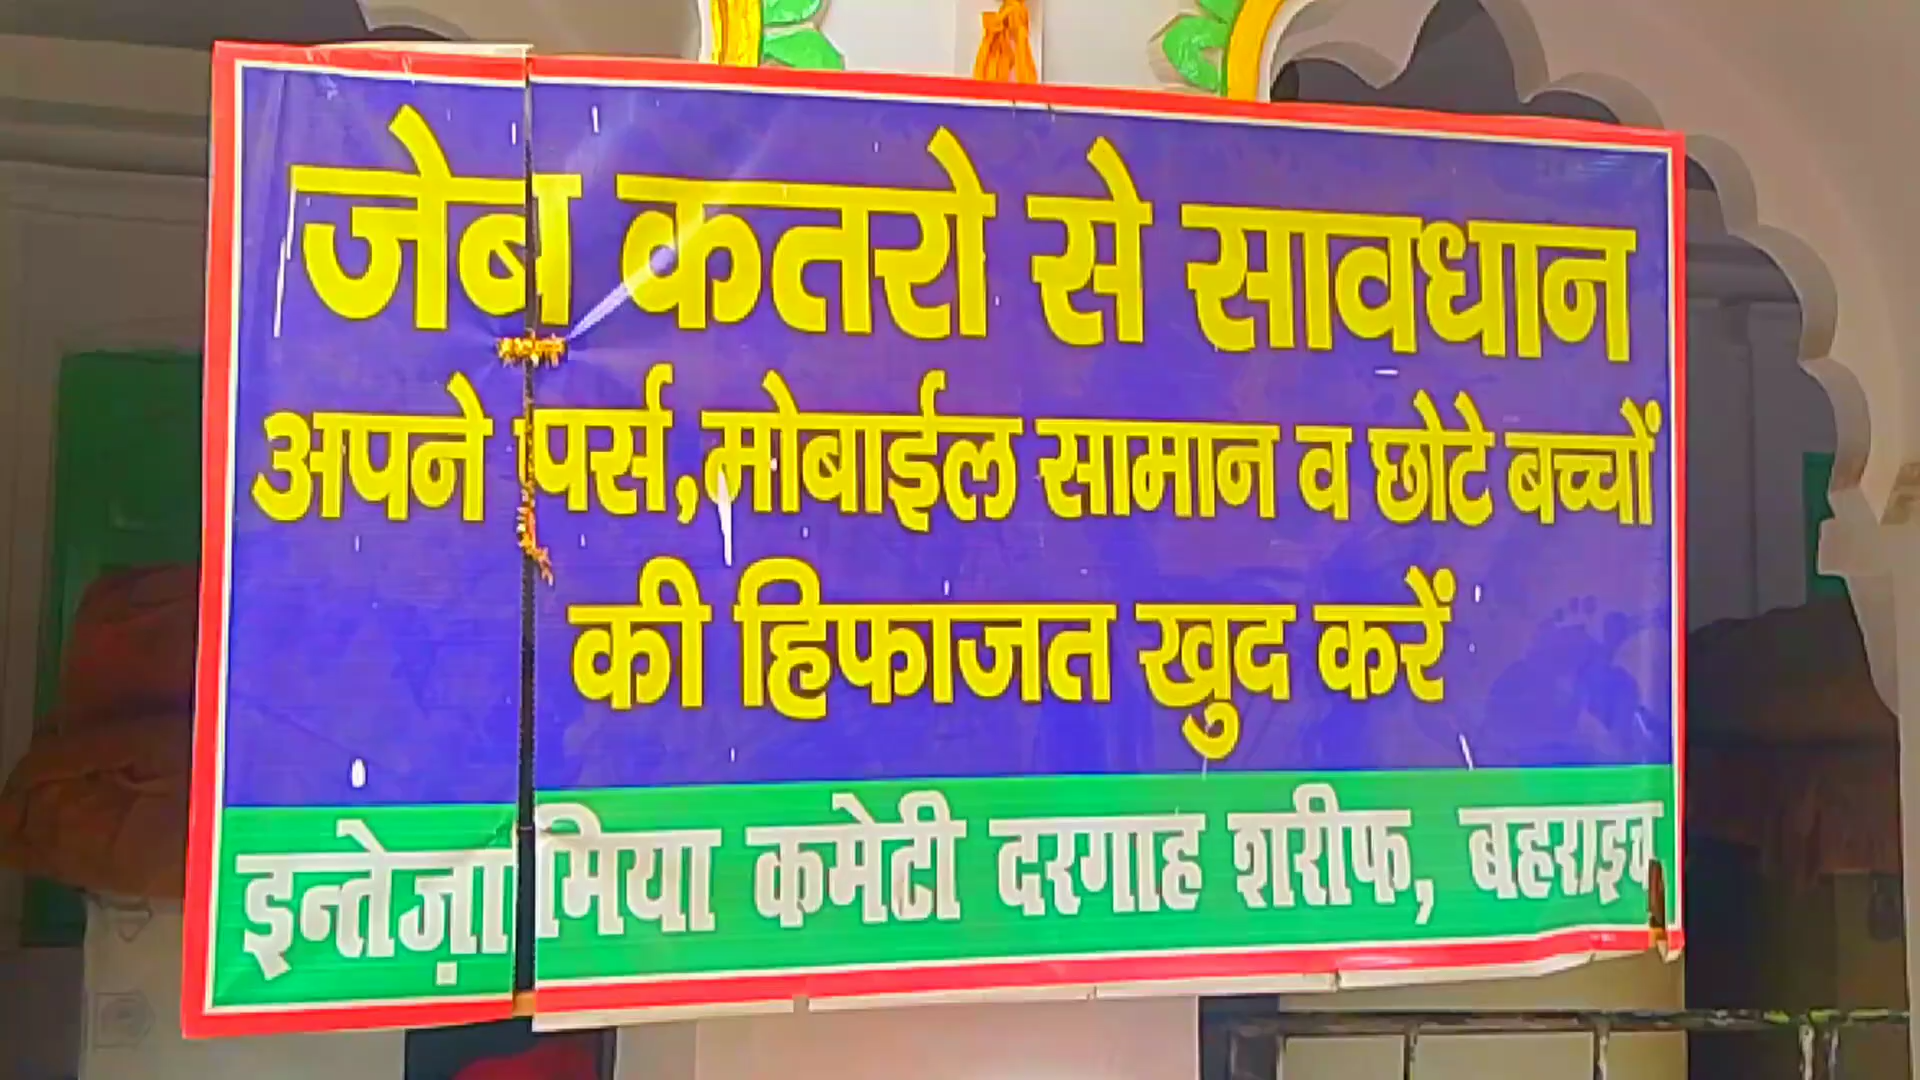 जेब कतरो से सावधान
अपने पर्स,मोबाईल सामान व छोटे बच्चों
की हिफाजत खुद करें
इन्तेज़ामिया कमेटी दरगाह शरीफ, बहराइच